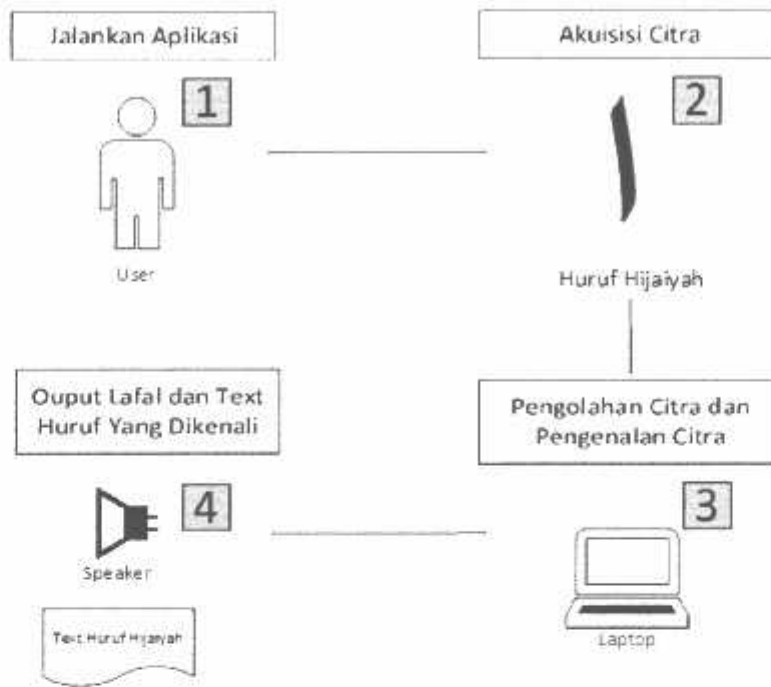 Jalankan Aplikasi
1
User
Akuisisi Citra
2
Huruf Hijaiyah
Pengolahan Citra dan
Pengenalan Citra
3
Laptop
Ouput Lafal dan Text
Huruf Yang Dikenali
4
Speaker
Text Huruf Hijaiyah